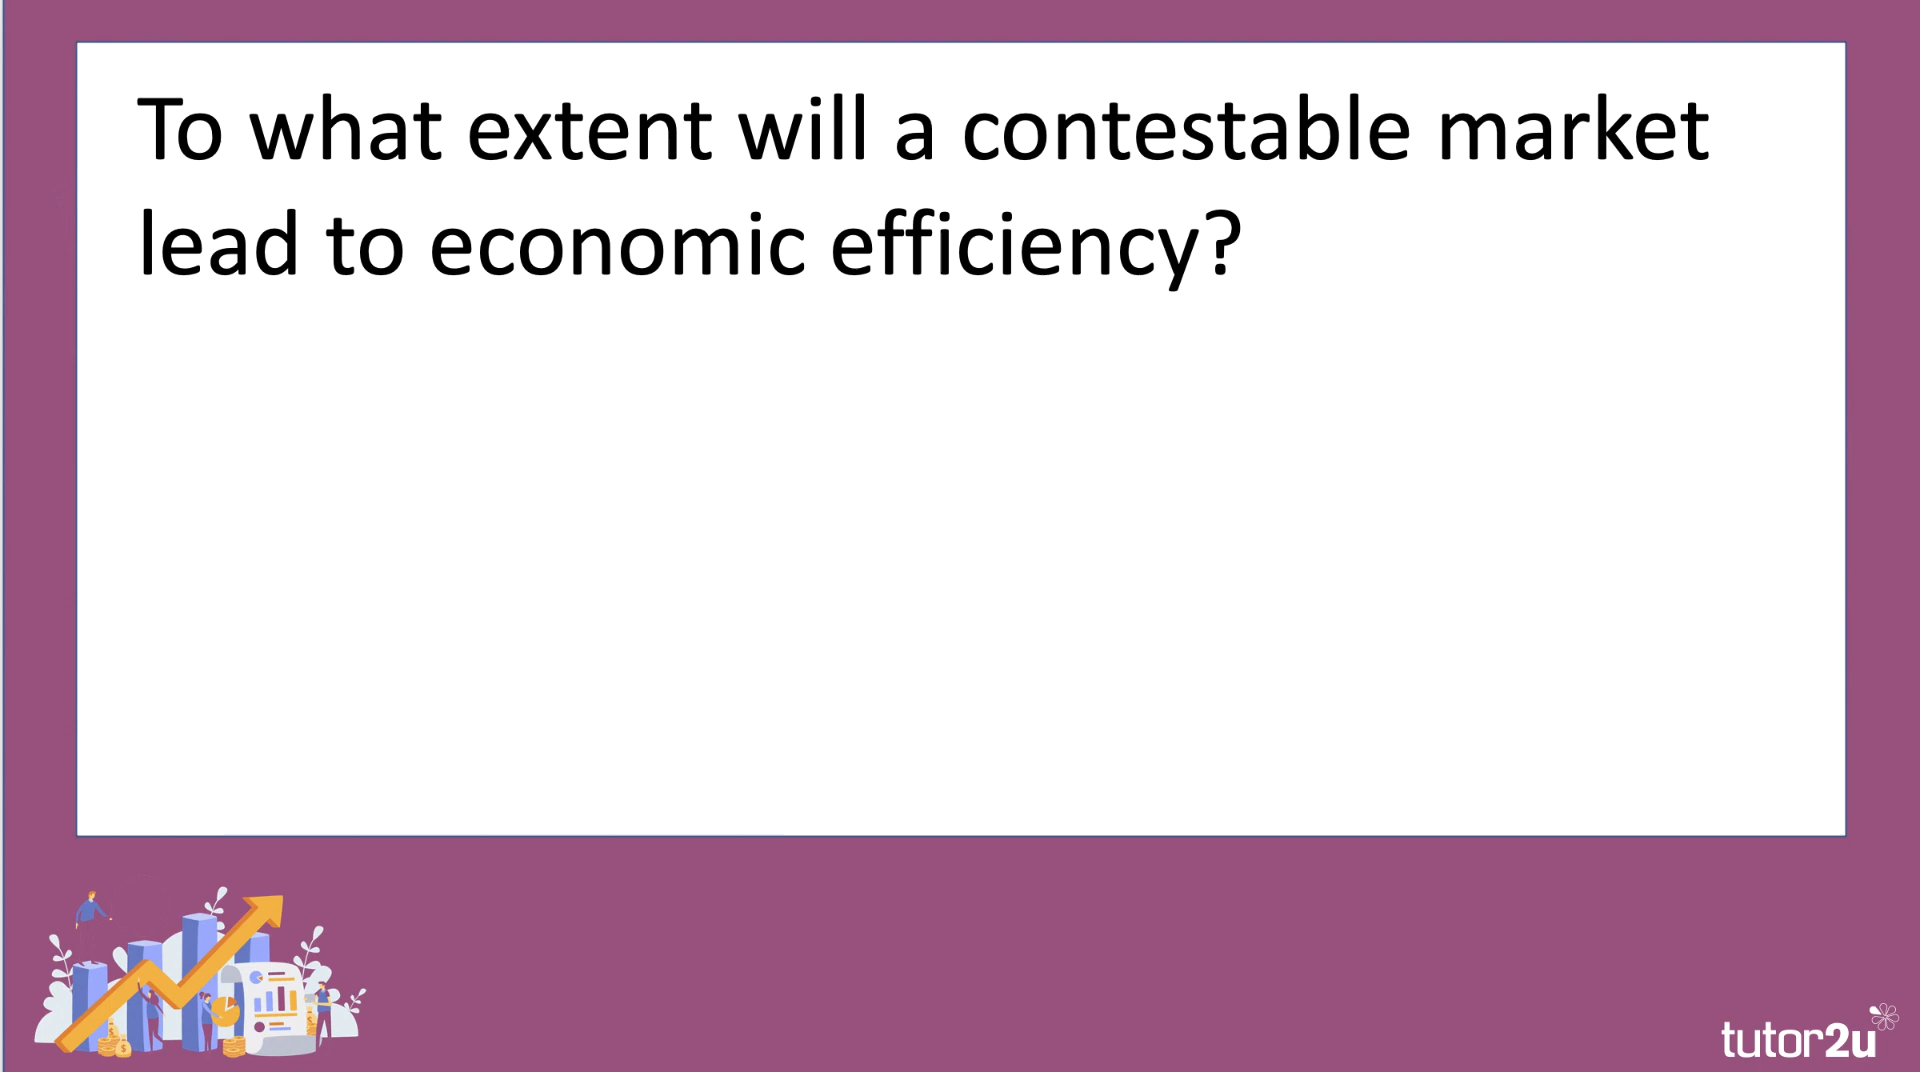 To what extent will a contestable market
lead to economic efficiency?
tutor2u